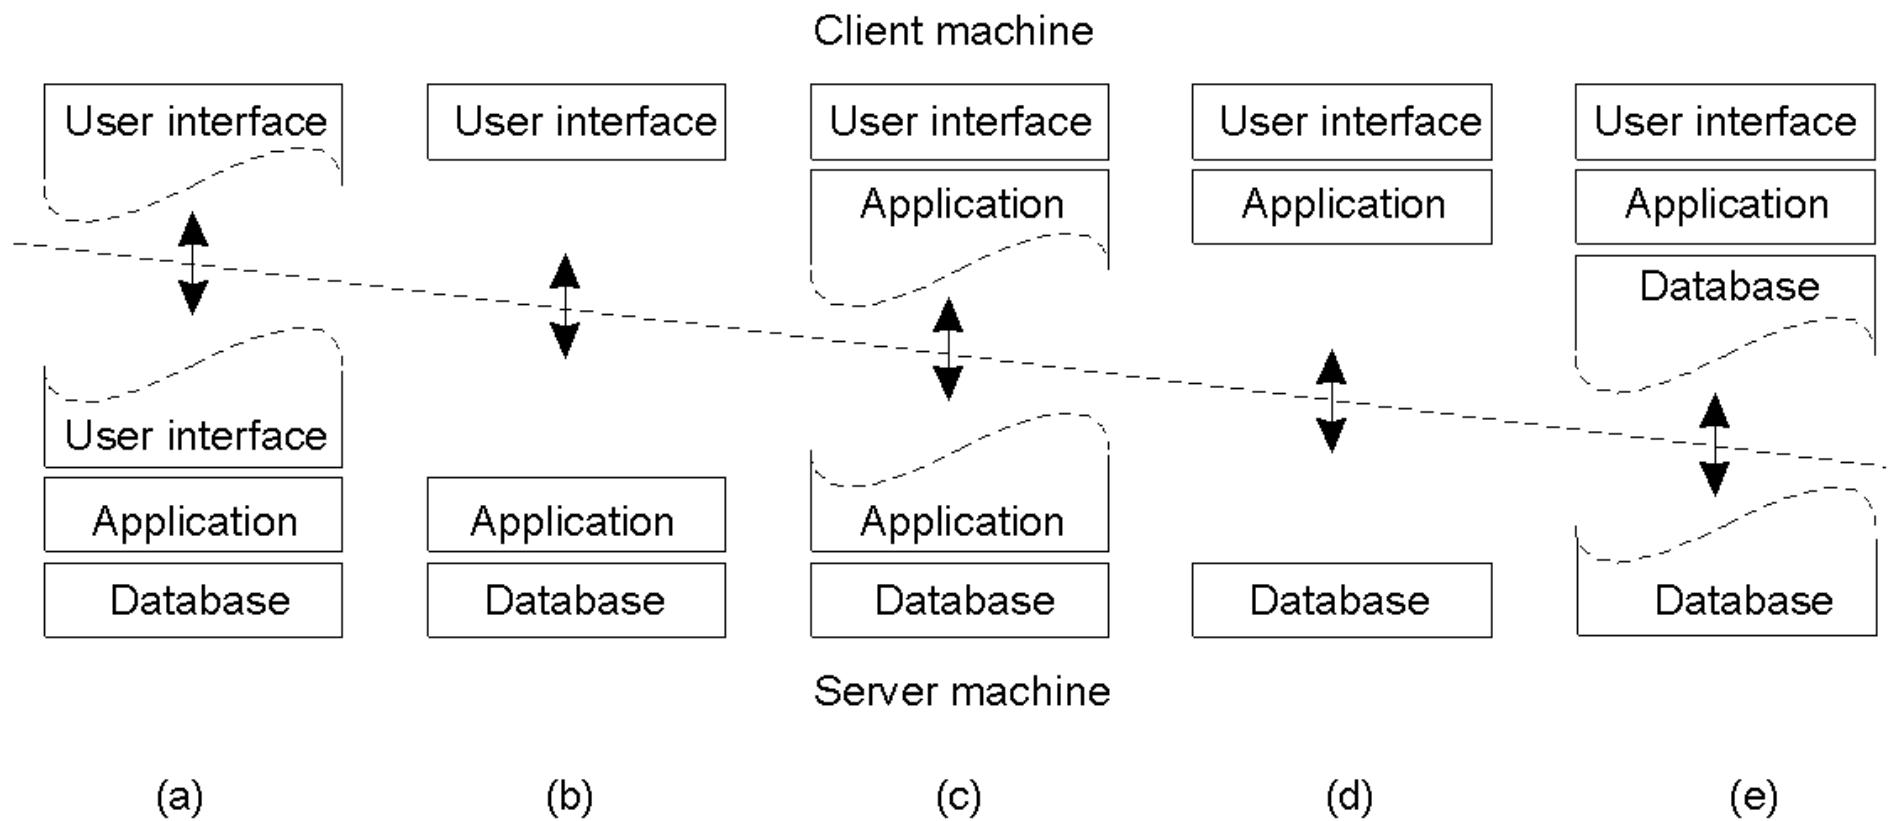 Client machine
User interface User interface User interface User interface User interface
Application Application Application
Database
User interface
Application Application Application
Database Database Database Database Database
Server machine
(a) (b) (c) (d) (e)